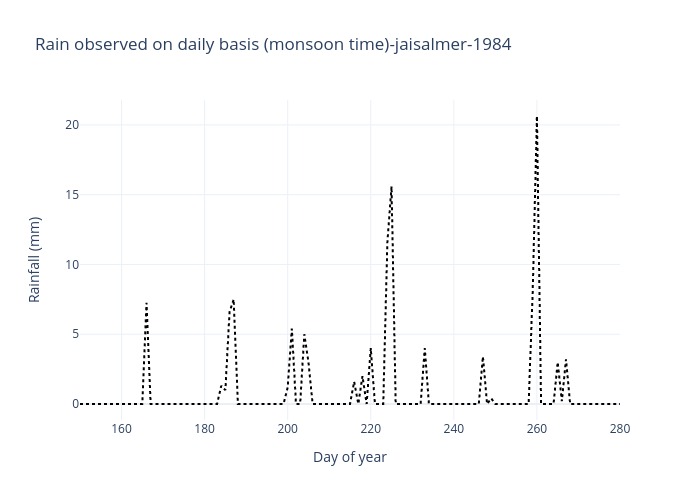 Rain observed on daily basis (monsoon time)-jaisalmer-1984
Rainfall (mm)
20
15
10
5
0
160 180 200 220 240 260 280
Day of year